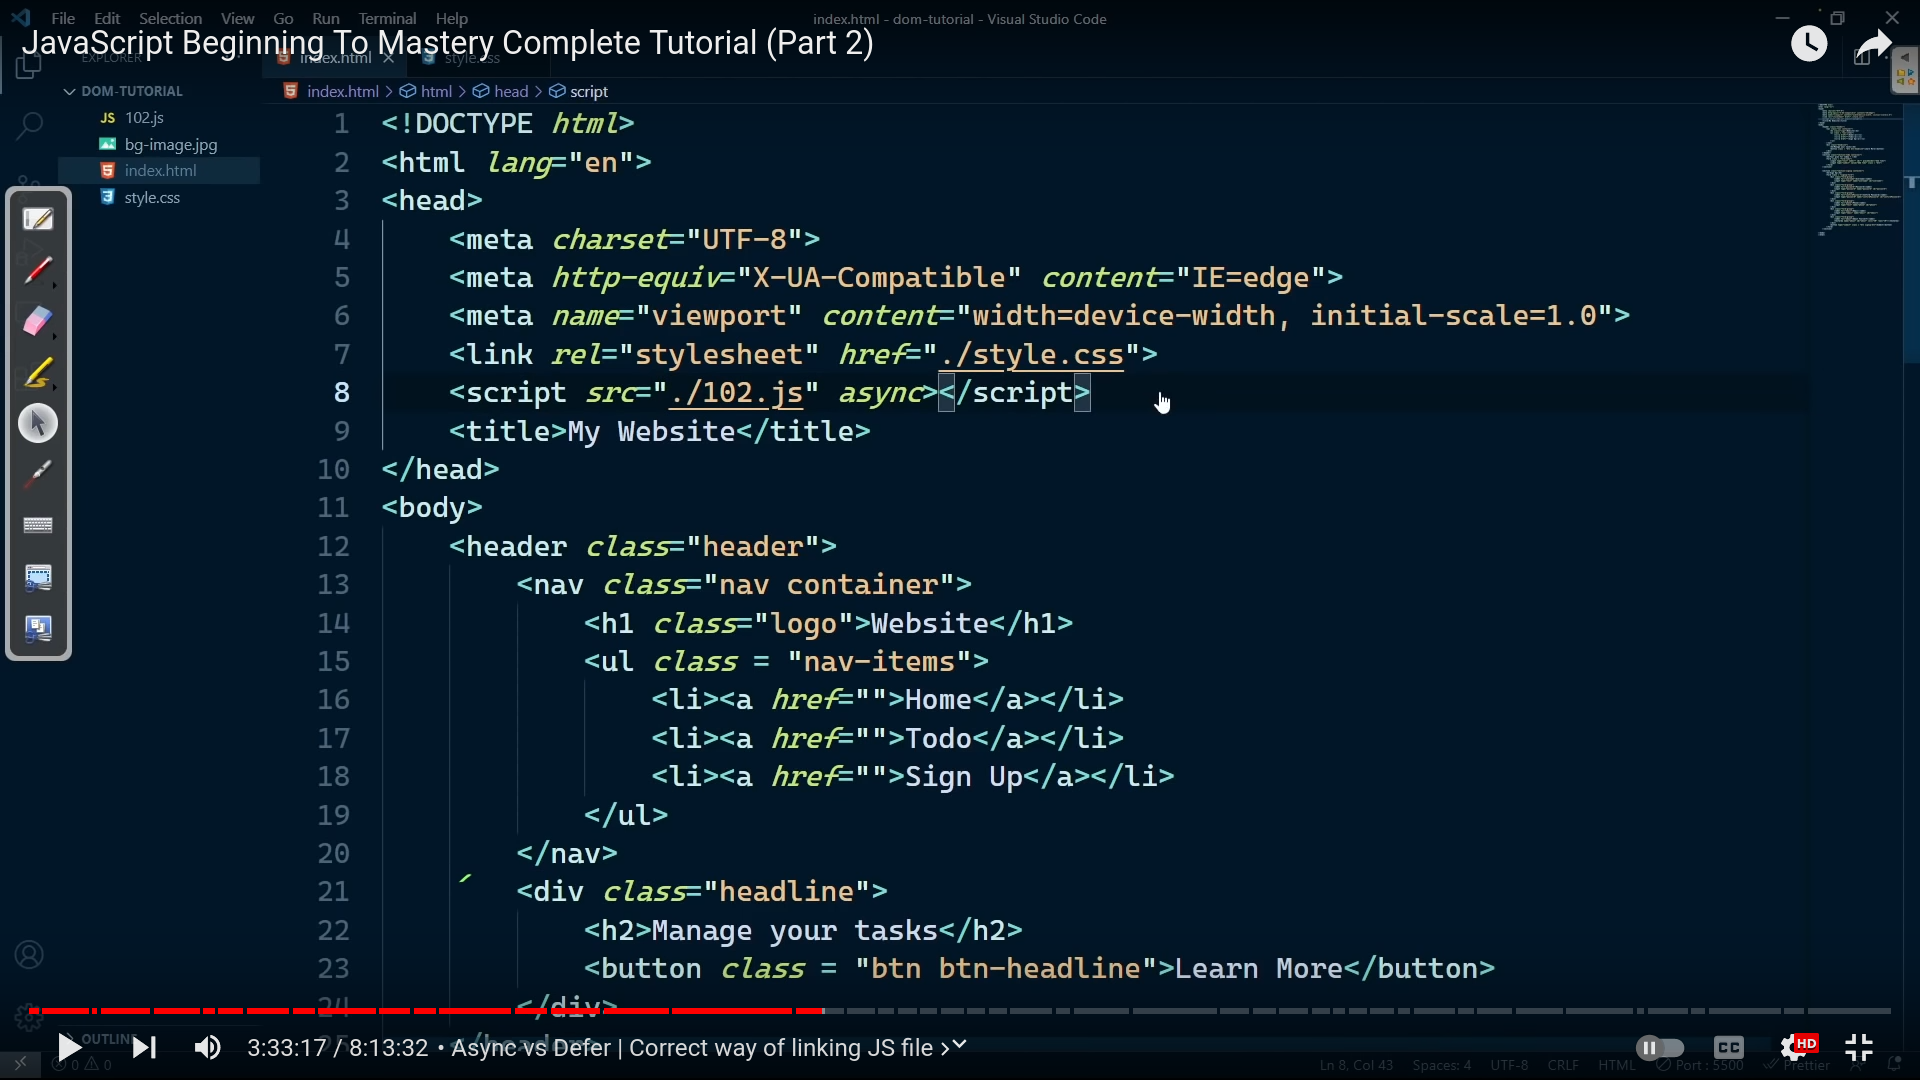 File Edit Selection View Go Run Terminal Help
index.html - dom-tutorial - Visual Studio Code
JavaScript Beginning To Mastery Complete Tutorial (Part 2)
EXPLORER
index.html
style.css
DOM-TUTORIAL
index.html > html > head > script
JS 102.js
bg-image.jpg
index.html
style.css
1 <!DOCTYPE html>
2 <html lang="en">
3 <head>
4 <meta charset="UTF-8">
5 <meta http-equiv="X-UA-Compatible" content="IE=edge">
6 <meta name="viewport" content="width=device-width, initial-scale=1.0">
7 <link rel="stylesheet" href="./style.css">
8 <script src="./102.js" async></script>
9 <title>My Website</title>
10 </head>
11 <body>
12 <header class="header">
13 <nav class="nav container">
14 <h1 class="logo">Website</h1>
15 <ul class = "nav-items">
16 <li><a href="">Home</a></li>
17 <li><a href="">Todo</a></li>
18 <li><a href="">Sign Up</a></li>
19 </ul>
20 </nav>
21 <div class="headline">
22 <h2>Manage your tasks</h2>
23 <button class = "btn btn-headline">Learn More</button>
24 </div>
25 </header>
OUTLINE
3:33:17 / 8:13:32 • Async vs Defer | Correct way of linking JS file >
CC
HD
0 0
Ln 8, Col 43 Spaces: 4 UTF-8 CRLF HTML Port : 5500 Prettier